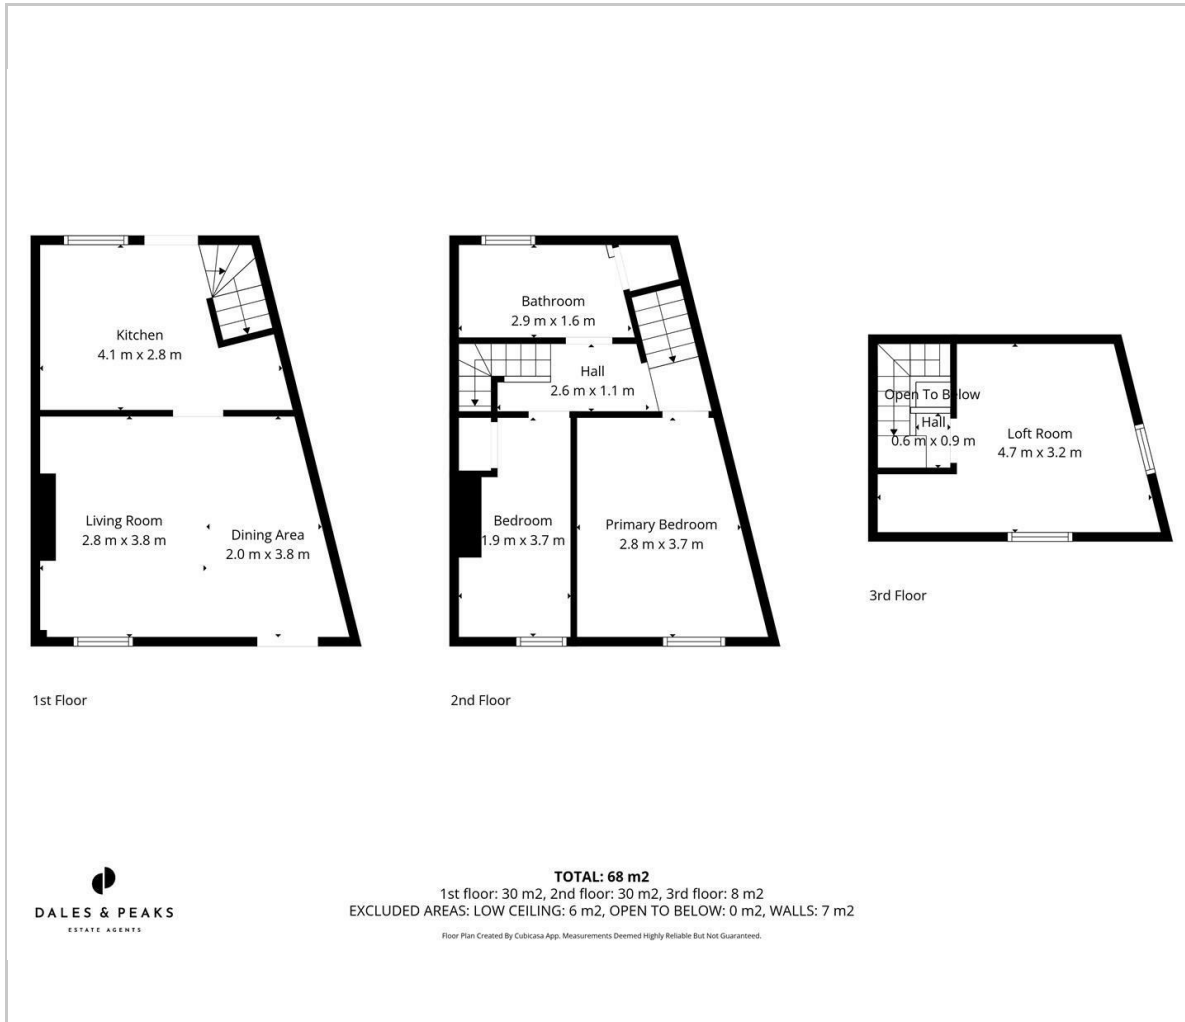 Kitchen
4.1 m x 2.8 m
Living Room
2.8 m x 3.8 m
Dining Area
2.0 m x 3.8 m
1st Floor
Bathroom
2.9 m x 1.6 m
Hall
2.6 m x 1.1 m
Bedroom
1.9 m x 3.7 m
Primary Bedroom
2.8 m x 3.7 m
2nd Floor
Open To Below
Hall
0.6 m x 0.9 m
Loft Room
4.7 m x 3.2 m
3rd Floor
DALES & PEAKS
ESTATE AGENTS
TOTAL: 68 m2
1st floor: 30 m2, 2nd floor: 30 m2, 3rd floor: 8 m2
EXCLUDED AREAS: LOW CEILING: 6 m2, OPEN TO BELOW: 0 m2, WALLS: 7 m2
Floor Plan Created By Cubicasa App. Measurements Deemed Highly Reliable But Not Guaranteed.